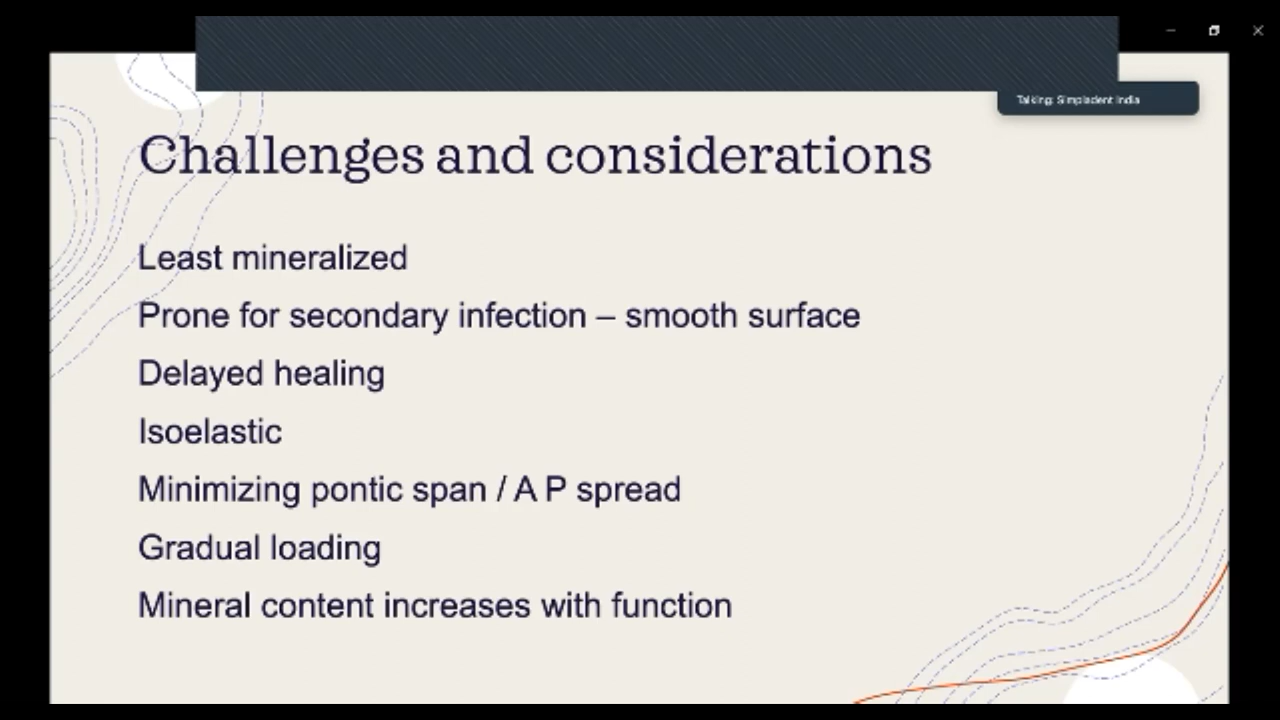 Talking: Simpladent India
Challenges and considerations
Least mineralized
Prone for secondary infection – smooth surface
Delayed healing
Isoelastic
Minimizing pontic span / A P spread
Gradual loading
Mineral content increases with function